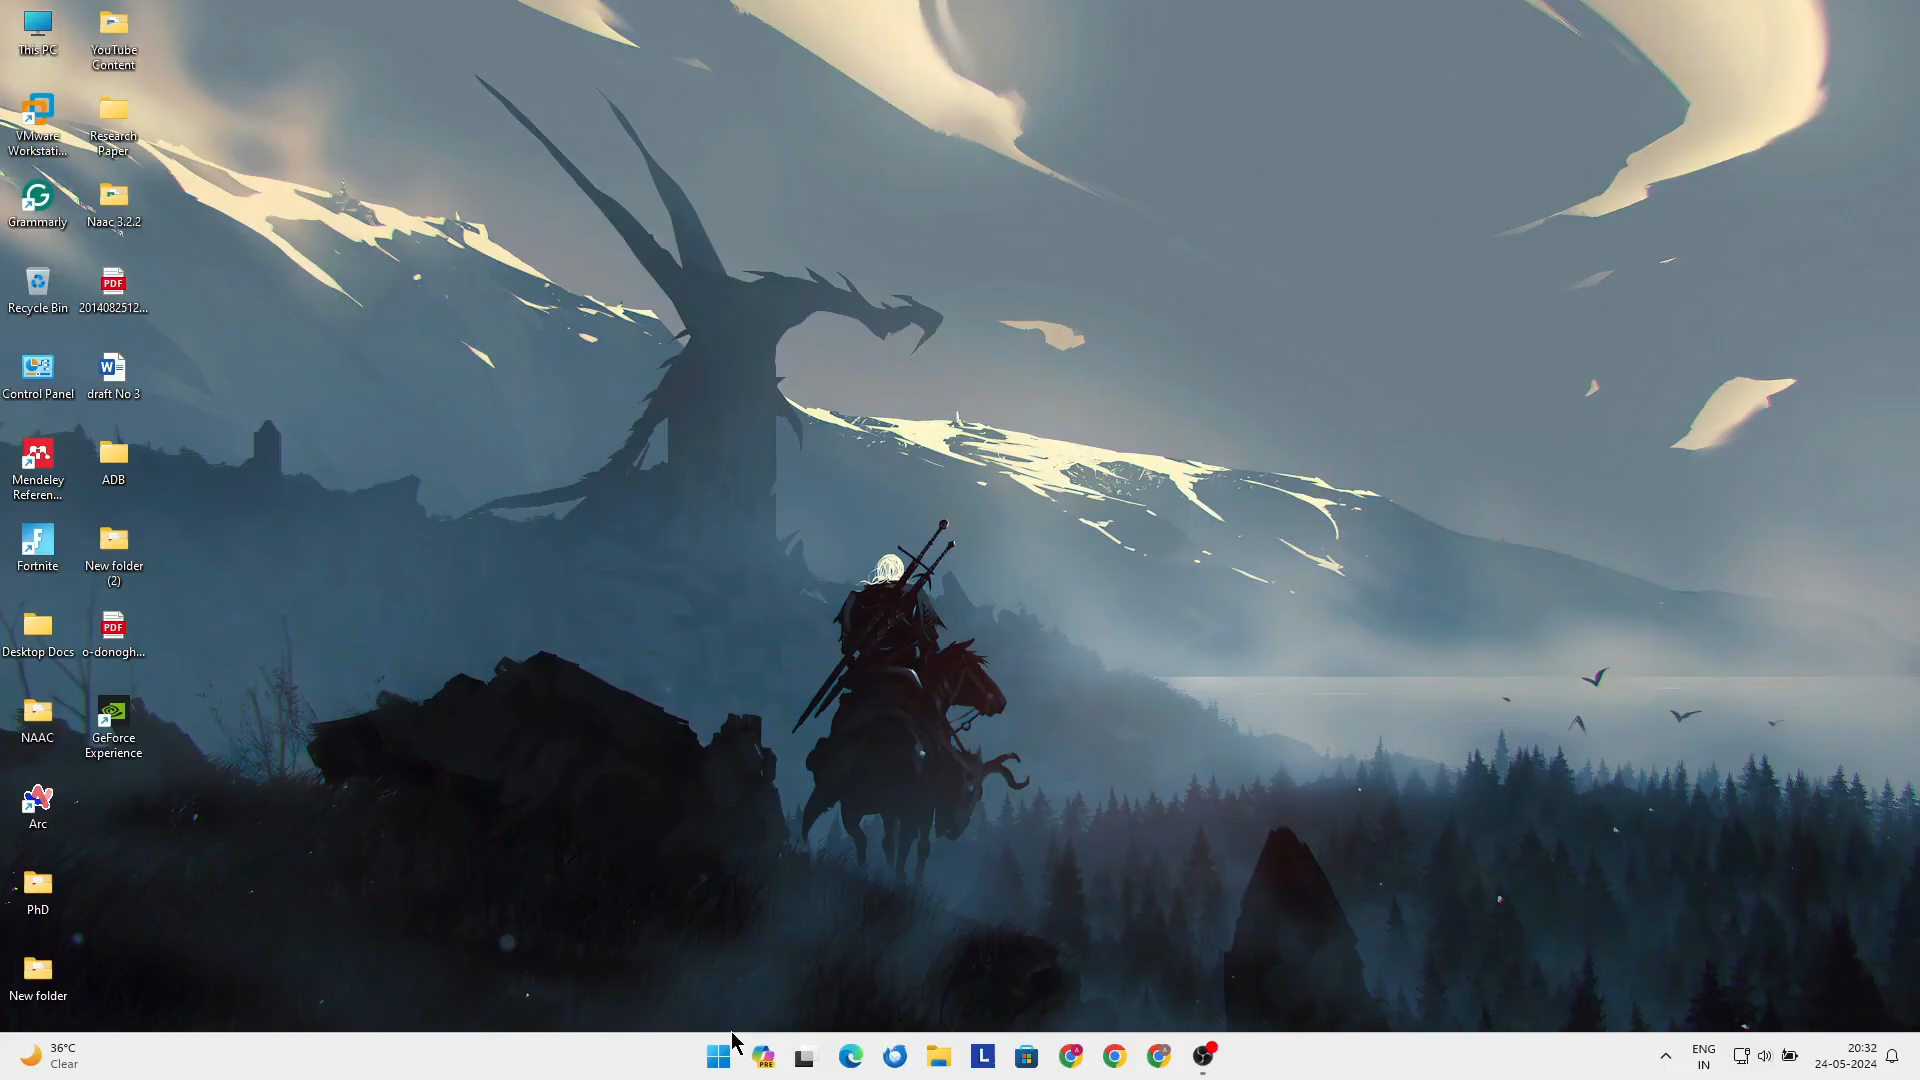 This PC
YouTube
Content
VMware
Workstati...
Research
Paper
Grammarly
Naac 3.2.2
Recycle Bin
PDF
2014082512...
Control Panel
W
draft No 3
Mendeley
Referen...
ADB
F
Fortnite
New folder
(2)
Desktop Docs
PDF
o-donogh...
NAAC
GeForce
Experience
Arc
PhD
New folder
36°C
Clear
PRE
L
ENG
IN
20:32
24-05-2024